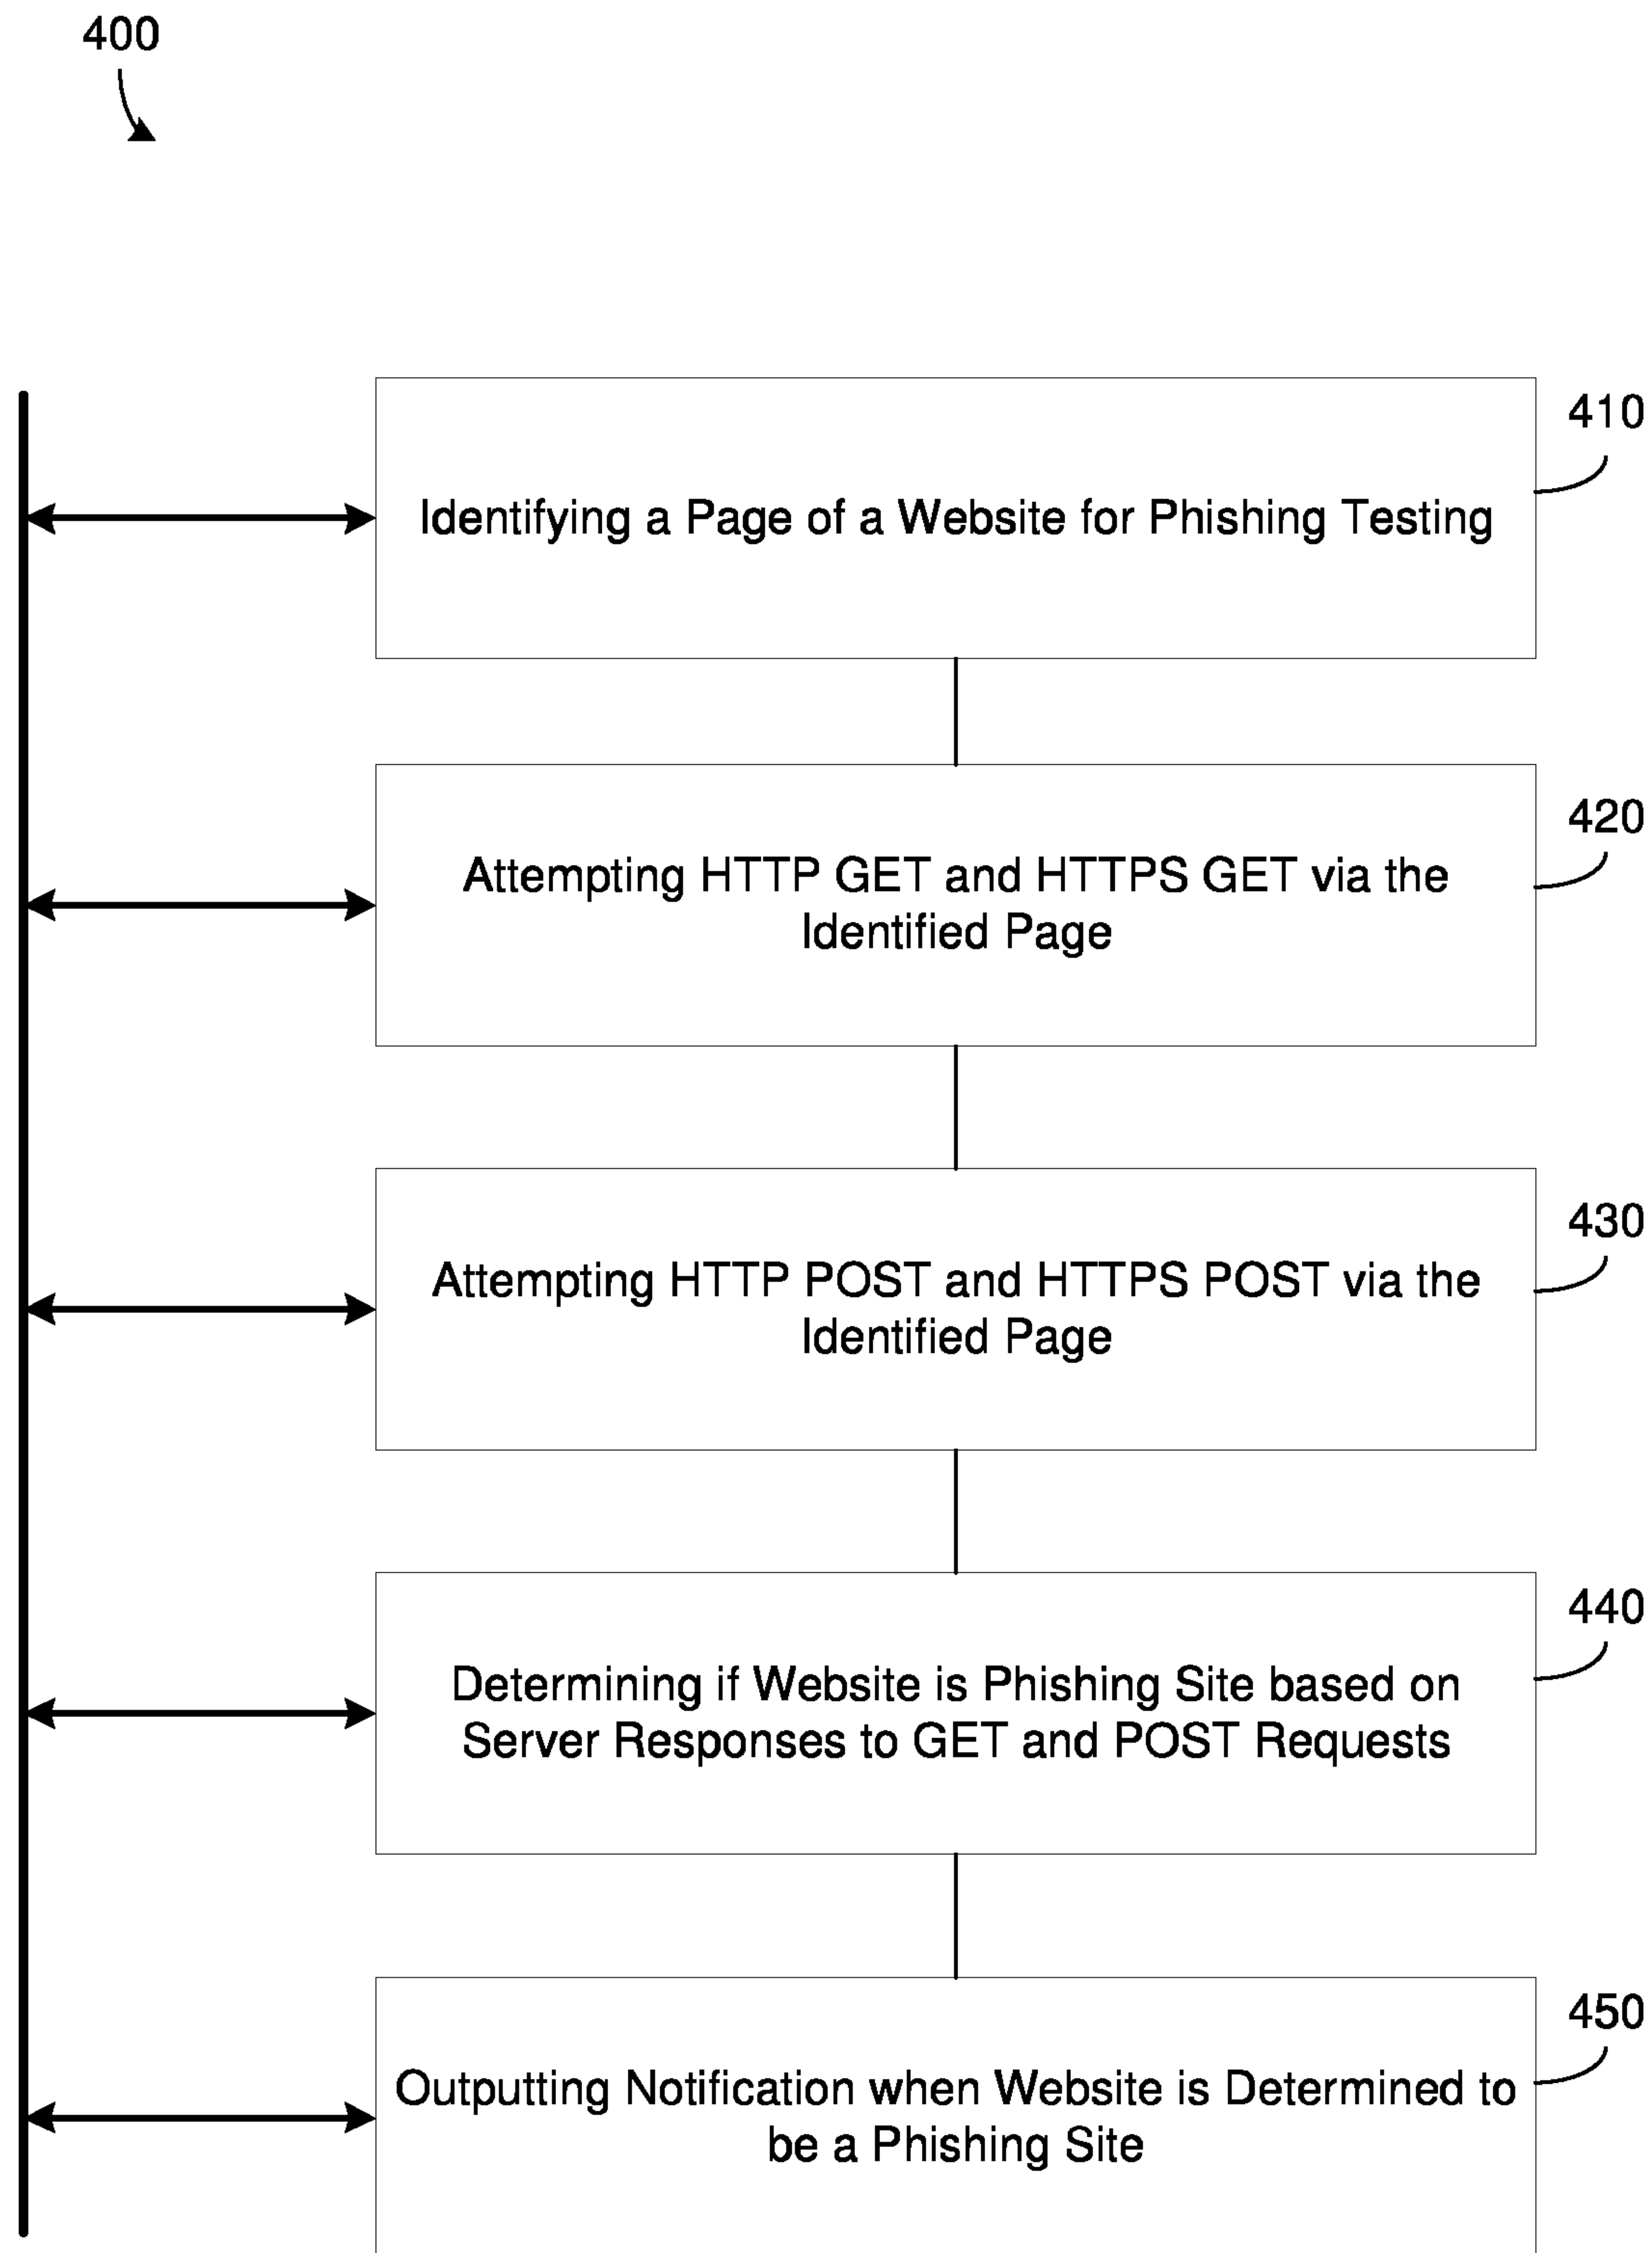 400
410
Identifying a Page of a Website for Phishing Testing
420
Attempting HTTP GET and HTTPS GET via the
Identified Page
430
Attempting HTTP POST and HTTPS POST via the
Identified Page
440
Determining if Website is Phishing Site based on
Server Responses to GET and POST Requests
450
Outputting Notification when Website is Determined to
be a Phishing Site